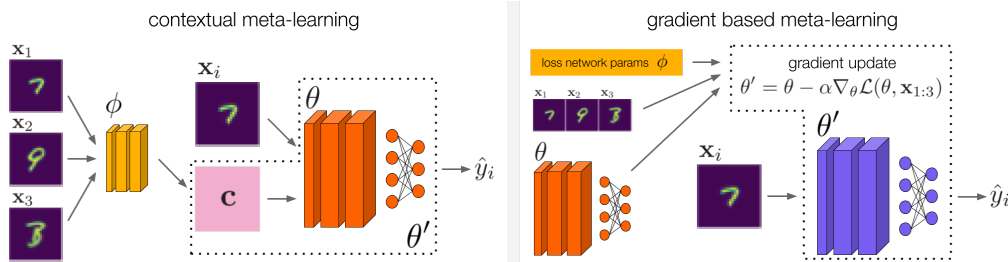 contextual meta-learning
x₁
x₂
x₃
ϕ
xᵢ
c
θ
θ′
ŷᵢ
gradient based meta-learning
loss network params ϕ
x₁ x₂ x₃
θ
gradient update
θ′ = θ − α∇_θ ℒ(θ, x₁:₃)
θ′
xᵢ
ŷᵢ